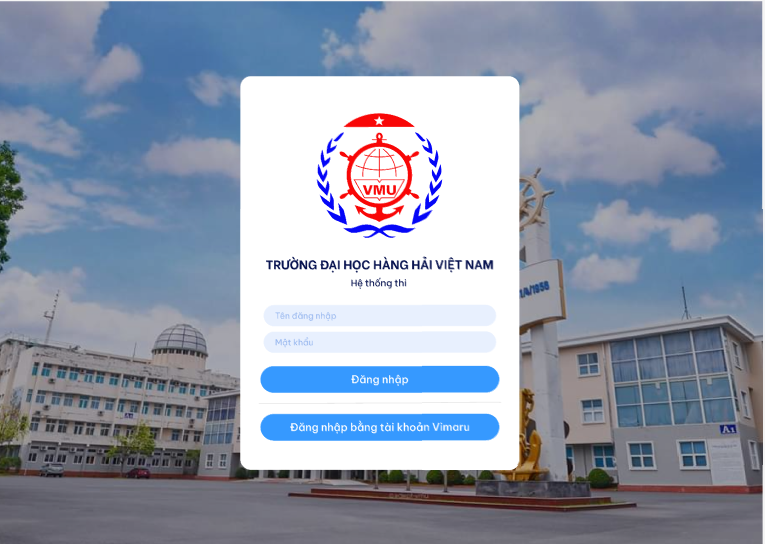 VMU
TRƯỜNG ĐẠI HỌC HÀNG HẢI VIỆT NAM
Hệ thống thi
Tên đăng nhập
Mật khẩu
Đăng nhập
Đăng nhập bằng tài khoản Vimaru
A1